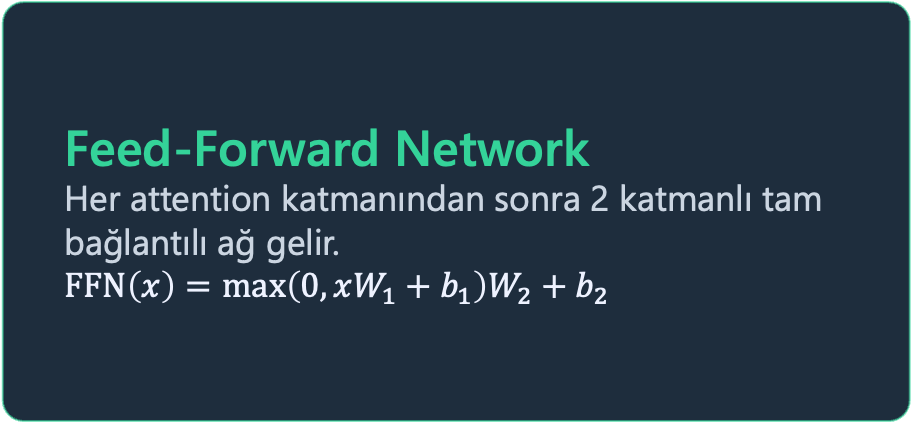 Feed-Forward Network
Her attention katmanından sonra 2 katmanlı tam
bağlantılı ağ gelir.
FFN(x) = max(0, xW₁ + b₁)W₂ + b₂